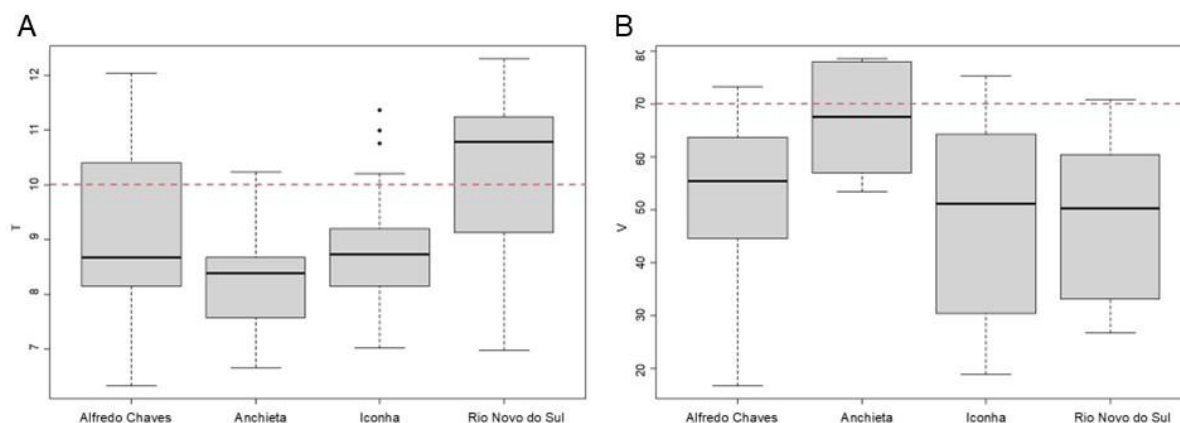 A
T
12
11
10
9
8
7
Alfredo Chaves Anchieta Iconha Rio Novo do Sul
B
V
80
70
60
50
40
30
20
Alfredo Chaves Anchieta Iconha Rio Novo do Sul